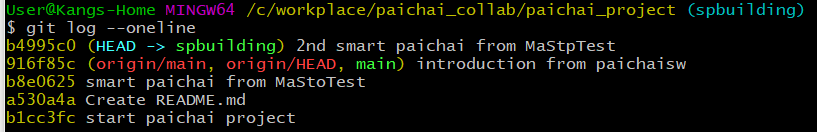 User@Kangs-Home MINGW64 /c/workplace/paichai_collab/paichai_project (spbuilding)
$ git log --oneline
b4995c0 (HEAD -> spbuilding) 2nd smart paichai from MaStpTest
916f85c (origin/main, origin/HEAD, main) introduction from paichaisw
b8e0625 smart paichai from MaStoTest
a530a4a Create README.md
b1cc3fc start paichai project